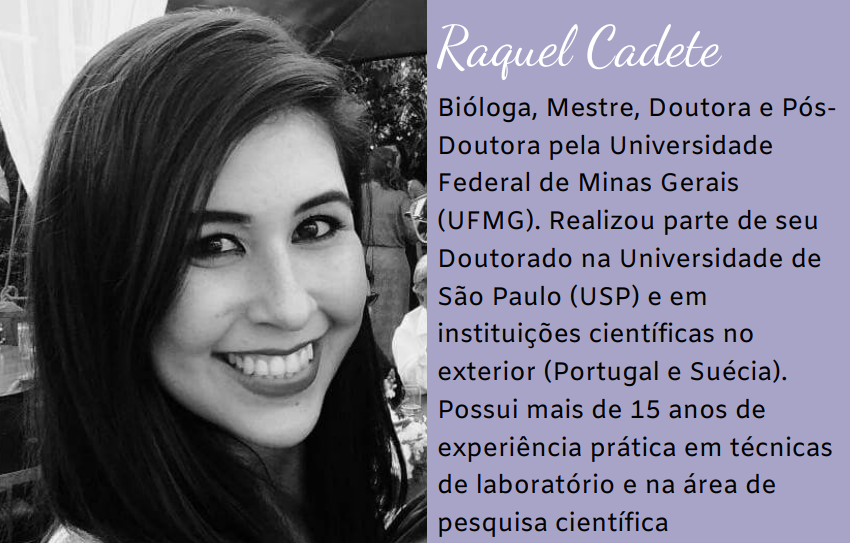 Raquel Cadete
Bióloga, Mestre, Doutora e Pós-
Doutora pela Universidade
Federal de Minas Gerais
(UFMG). Realizou parte de seu
Doutorado na Universidade de
São Paulo (USP) e em
instituições científicas no
exterior (Portugal e Suécia).
Possui mais de 15 anos de
experiência prática em técnicas
de laboratório e na área de
pesquisa científica